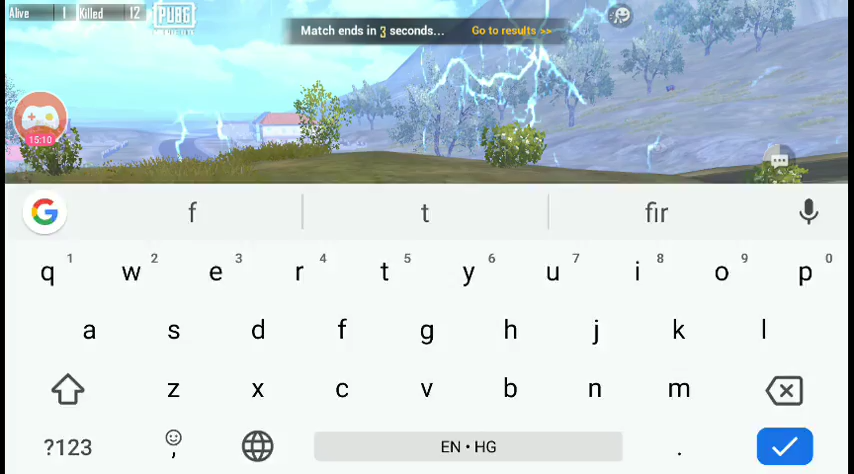 Alive 1 Killed 12 PUBG
Match ends in 3 seconds... Go to results >>
15:10
f t fir
q 1 w 2 e 3 r 4 t 5 y 6 u 7 i 8 o 9 p 0
a s d f g h j k l
z x c v b n m
?123 , EN • HG .